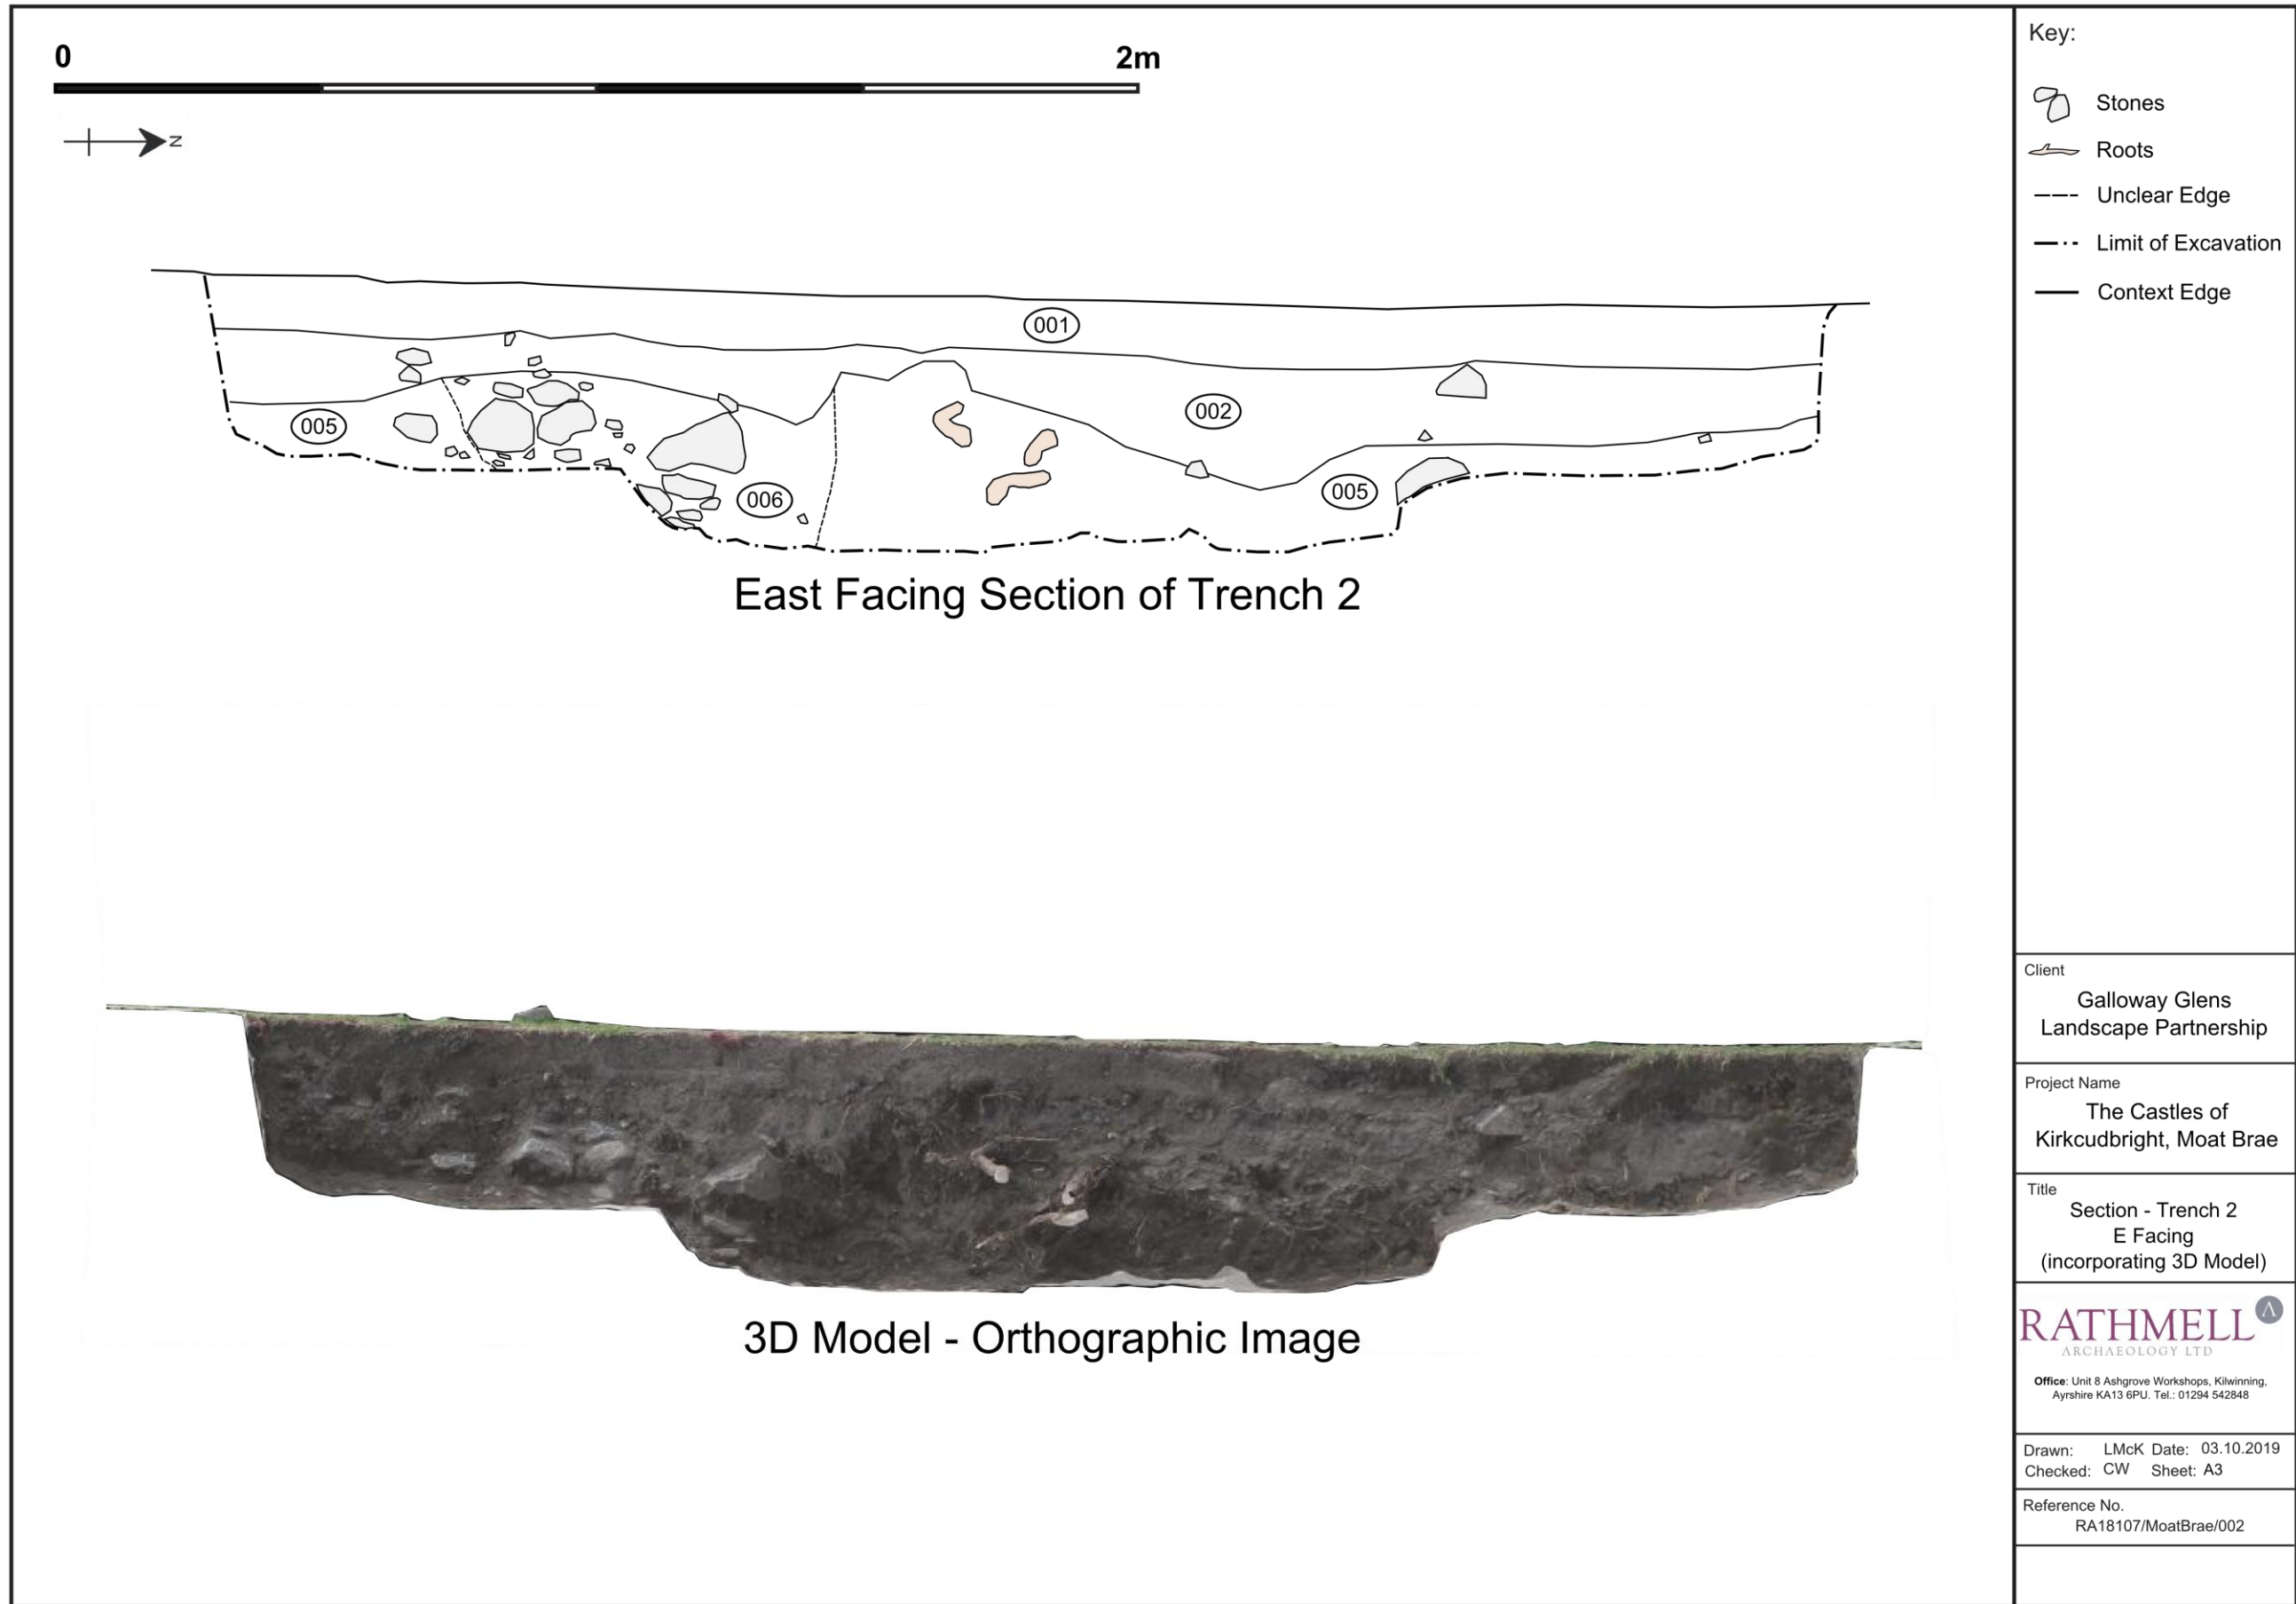 0
2m
N
001
002
005
005
006
East Facing Section of Trench 2
3D Model - Orthographic Image
Key:
Stones
Roots
Unclear Edge
Limit of Excavation
Context Edge
Client
Galloway Glens
Landscape Partnership
Project Name
The Castles of
Kirkcudbright, Moat Brae
Title
Section - Trench 2
E Facing
(incorporating 3D Model)
RATHMELL Λ
ARCHΛEOLOGY LTD
Office: Unit 8 Ashgrove Workshops, Kilwinning,
Ayrshire KA13 6PU. Tel.: 01294 542848
Drawn: LMcK Date: 03.10.2019
Checked: CW Sheet: A3
Reference No.
RA18107/MoatBrae/002